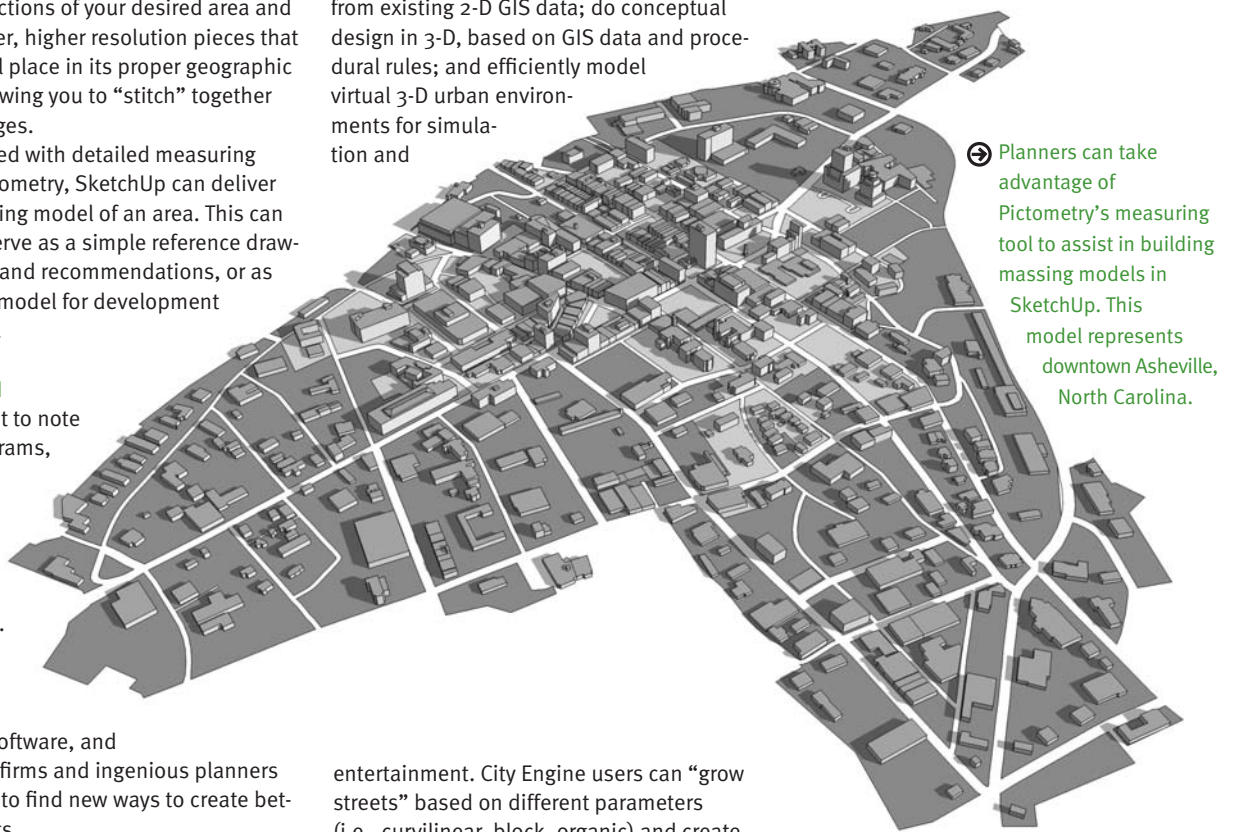 ctions of your desired area and
er, higher resolution pieces that
l place in its proper geographic
wing you to “stitch” together
ges.
ed with detailed measuring
ometry, SketchUp can deliver
ing model of an area. This can
erve as a simple reference draw-
and recommendations, or as
model for development
t to note
rams,
.
oftware, and
firms and ingenious planners
to find new ways to create bet-
from existing 2-D GIS data; do conceptual
design in 3-D, based on GIS data and proce-
dural rules; and efficiently model
virtual 3-D urban environ-
ments for simula-
tion and
entertainment. City Engine users can “grow
streets” based on different parameters
(i.e., curvilinear, block, organic) and create
Planners can take
advantage of
Pictometry’s measuring
tool to assist in building
massing models in
SketchUp. This
model represents
downtown Asheville,
North Carolina.